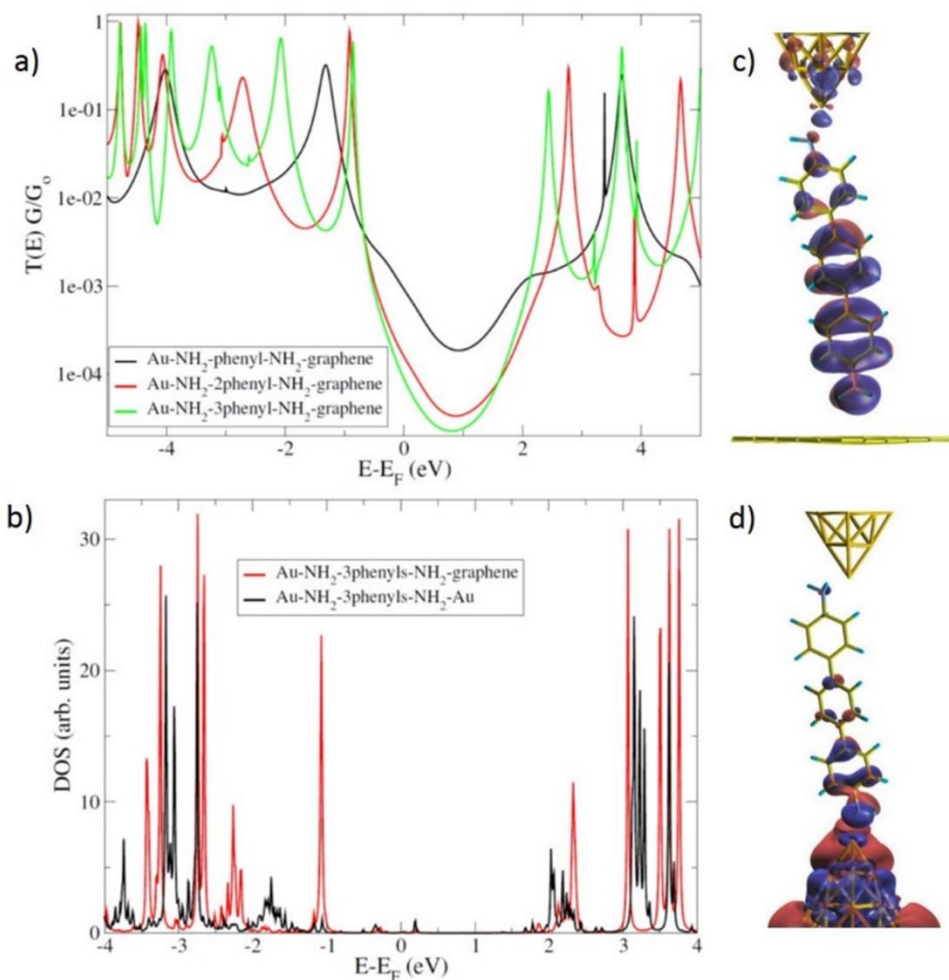 a)
c)
1
1e-01
1e-02
1e-03
1e-04
T(E) G/G₀
Au-NH₂-phenyl-NH₂-graphene
Au-NH₂-2phenyl-NH₂-graphene
Au-NH₂-3phenyl-NH₂-graphene
-4 -2 0 2 4
E-E_F (eV)
b)
d)
30
20
10
0
DOS (arb. units)
Au-NH₂-3phenyls-NH₂-graphene
Au-NH₂-3phenyls-NH₂-Au
-4 -3 -2 -1 0 1 2 3 4
E-E_F (eV)